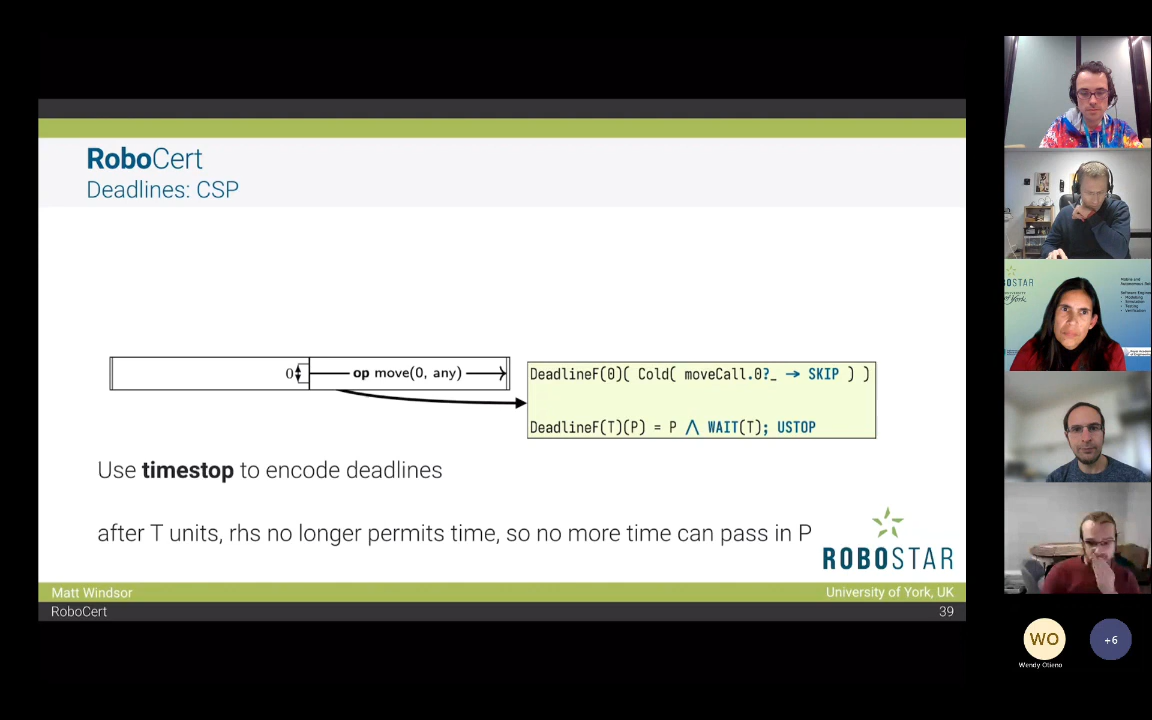 RoboCert
Deadlines: CSP
0
op move(0, any)
DeadlineF(0)( Cold( moveCall.0?_ → SKIP ) )
DeadlineF(T)(P) = P /\ WAIT(T); USTOP
Use timestop to encode deadlines
after T units, rhs no longer permits time, so no more time can pass in P
ROBOSTAR
Matt Windsor
University of York, UK
RoboCert
39
OBOSTAR
WO
+6
Wendy Otieno